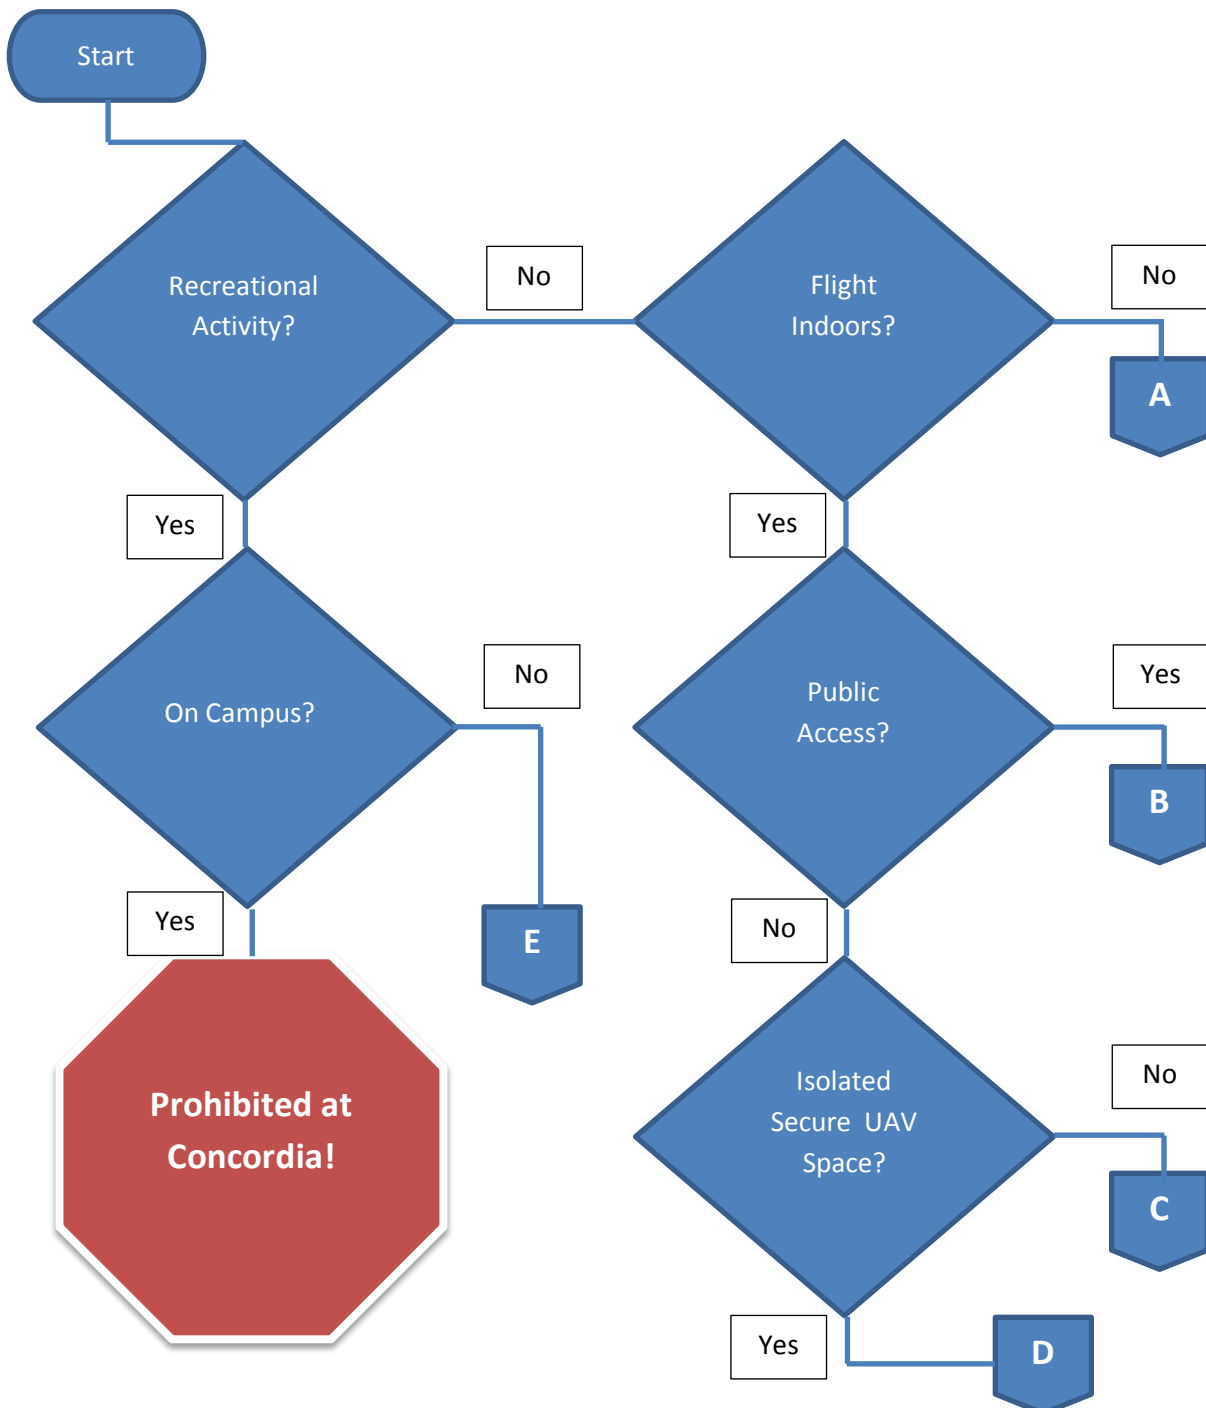 Start
Recreational
Activity?
No
Flight
Indoors?
No
A
Yes
Yes
On Campus?
No
E
Public
Access?
Yes
B
Yes
No
Prohibited at
Concordia!
Isolated
Secure UAV
Space?
No
C
Yes
D